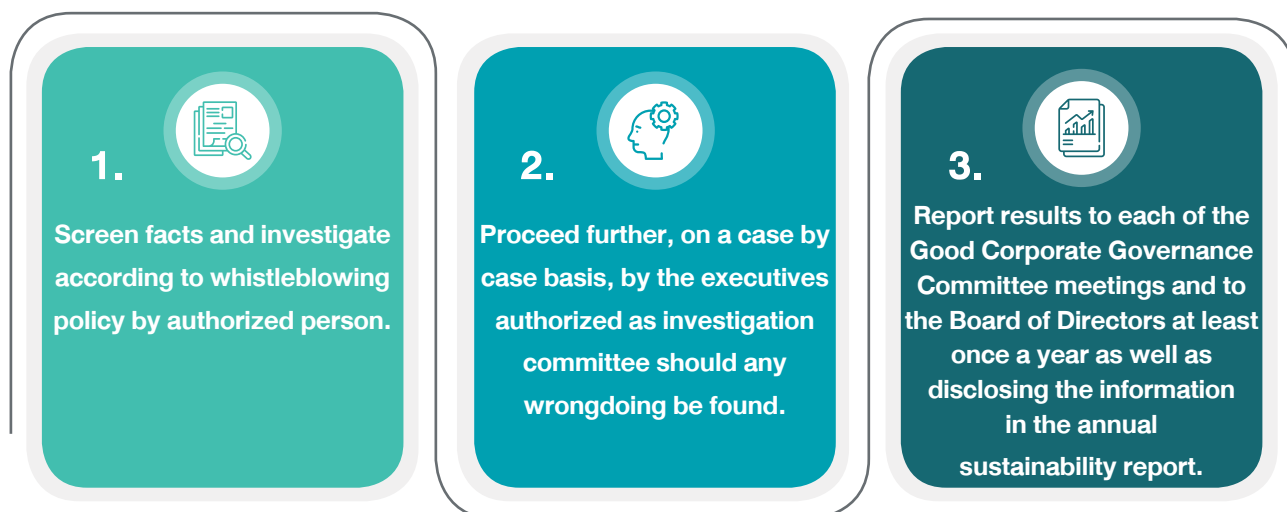 1.
Screen facts and investigate
according to whistleblowing
policy by authorized person.
2.
Proceed further, on a case by
case basis, by the executives
authorized as investigation
committee should any
wrongdoing be found.
3.
Report results to each of the
Good Corporate Governance
Committee meetings and to
the Board of Directors at least
once a year as well as
disclosing the information
in the annual
sustainability report.